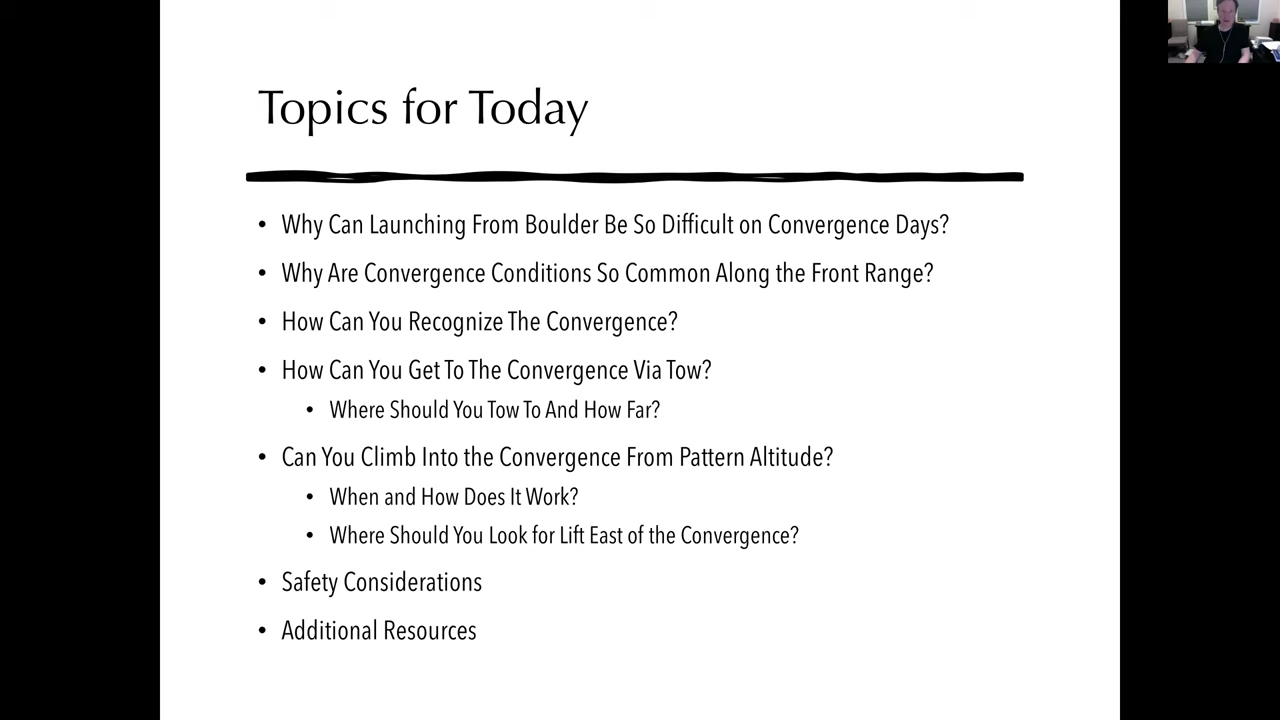 Topics for Today
• Why Can Launching From Boulder Be So Difficult on Convergence Days?
• Why Are Convergence Conditions So Common Along the Front Range?
• How Can You Recognize The Convergence?
• How Can You Get To The Convergence Via Tow?
• Where Should You Tow To And How Far?
• Can You Climb Into the Convergence From Pattern Altitude?
• When and How Does It Work?
• Where Should You Look for Lift East of the Convergence?
• Safety Considerations
• Additional Resources